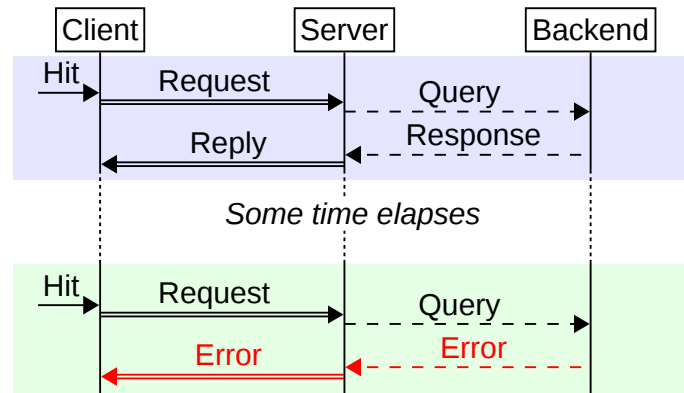 Client Server Backend
Hit
Request
Query
Response
Reply
Some time elapses
Hit
Request
Query
Error
Error